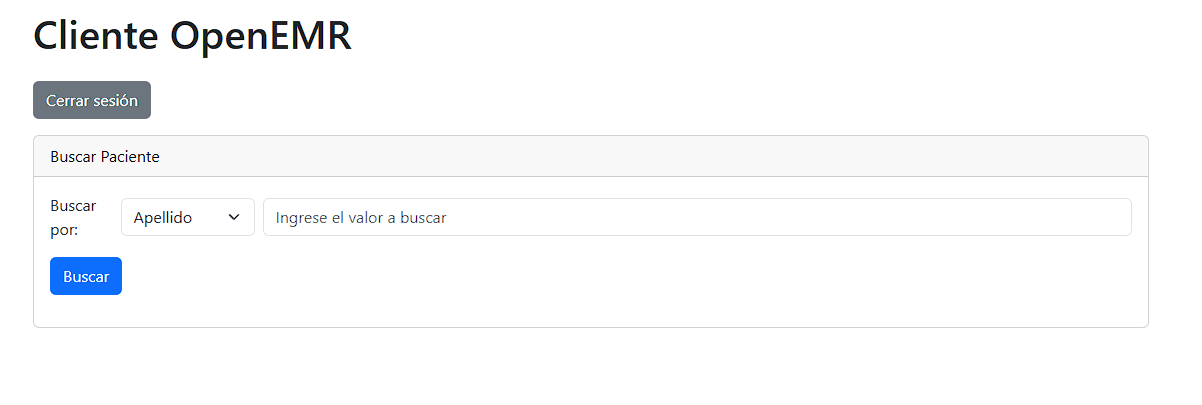 Cliente OpenEMR
Cerrar sesión
Buscar Paciente
Buscar
por:
Apellido
Ingrese el valor a buscar
Buscar